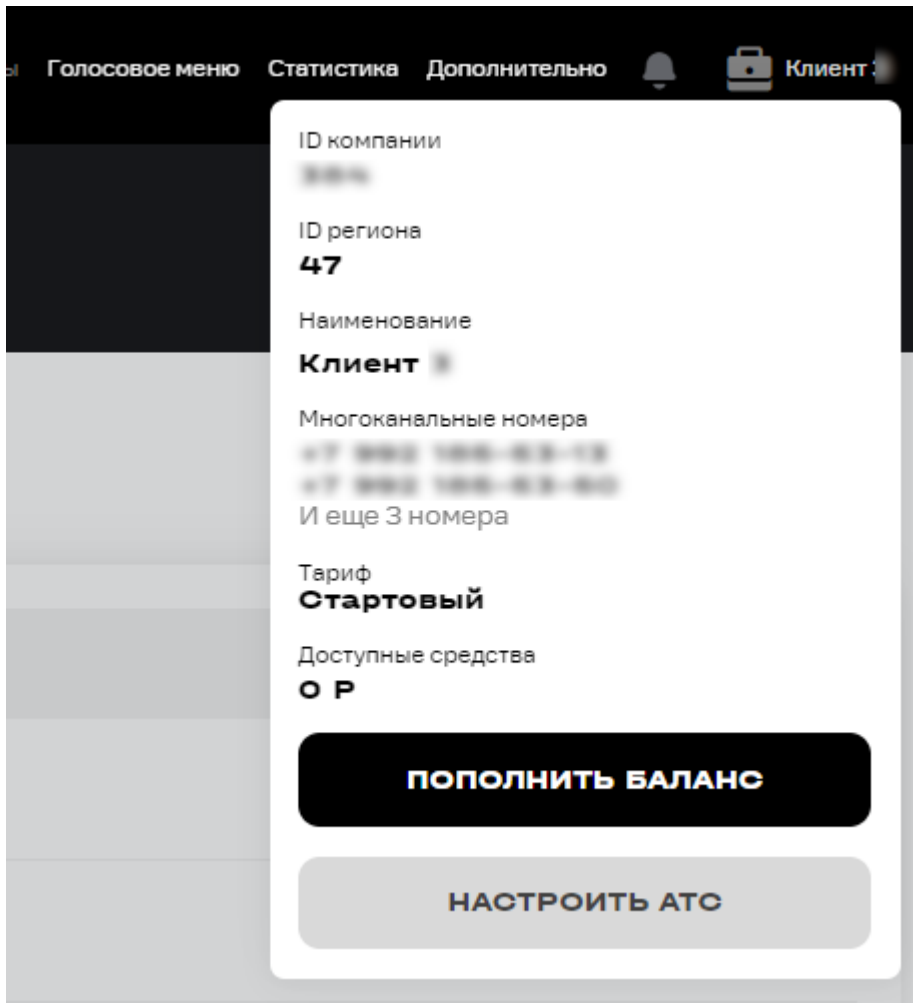 Голосовое меню Статистика Дополнительно Клиент
ID компании
ID региона
47
Наименование
Клиент
Многоканальные номера
И еще 3 номера
Тариф
Стартовый
Доступные средства
0 Р
ПОПОЛНИТЬ БАЛАНС
НАСТРОИТЬ АТС